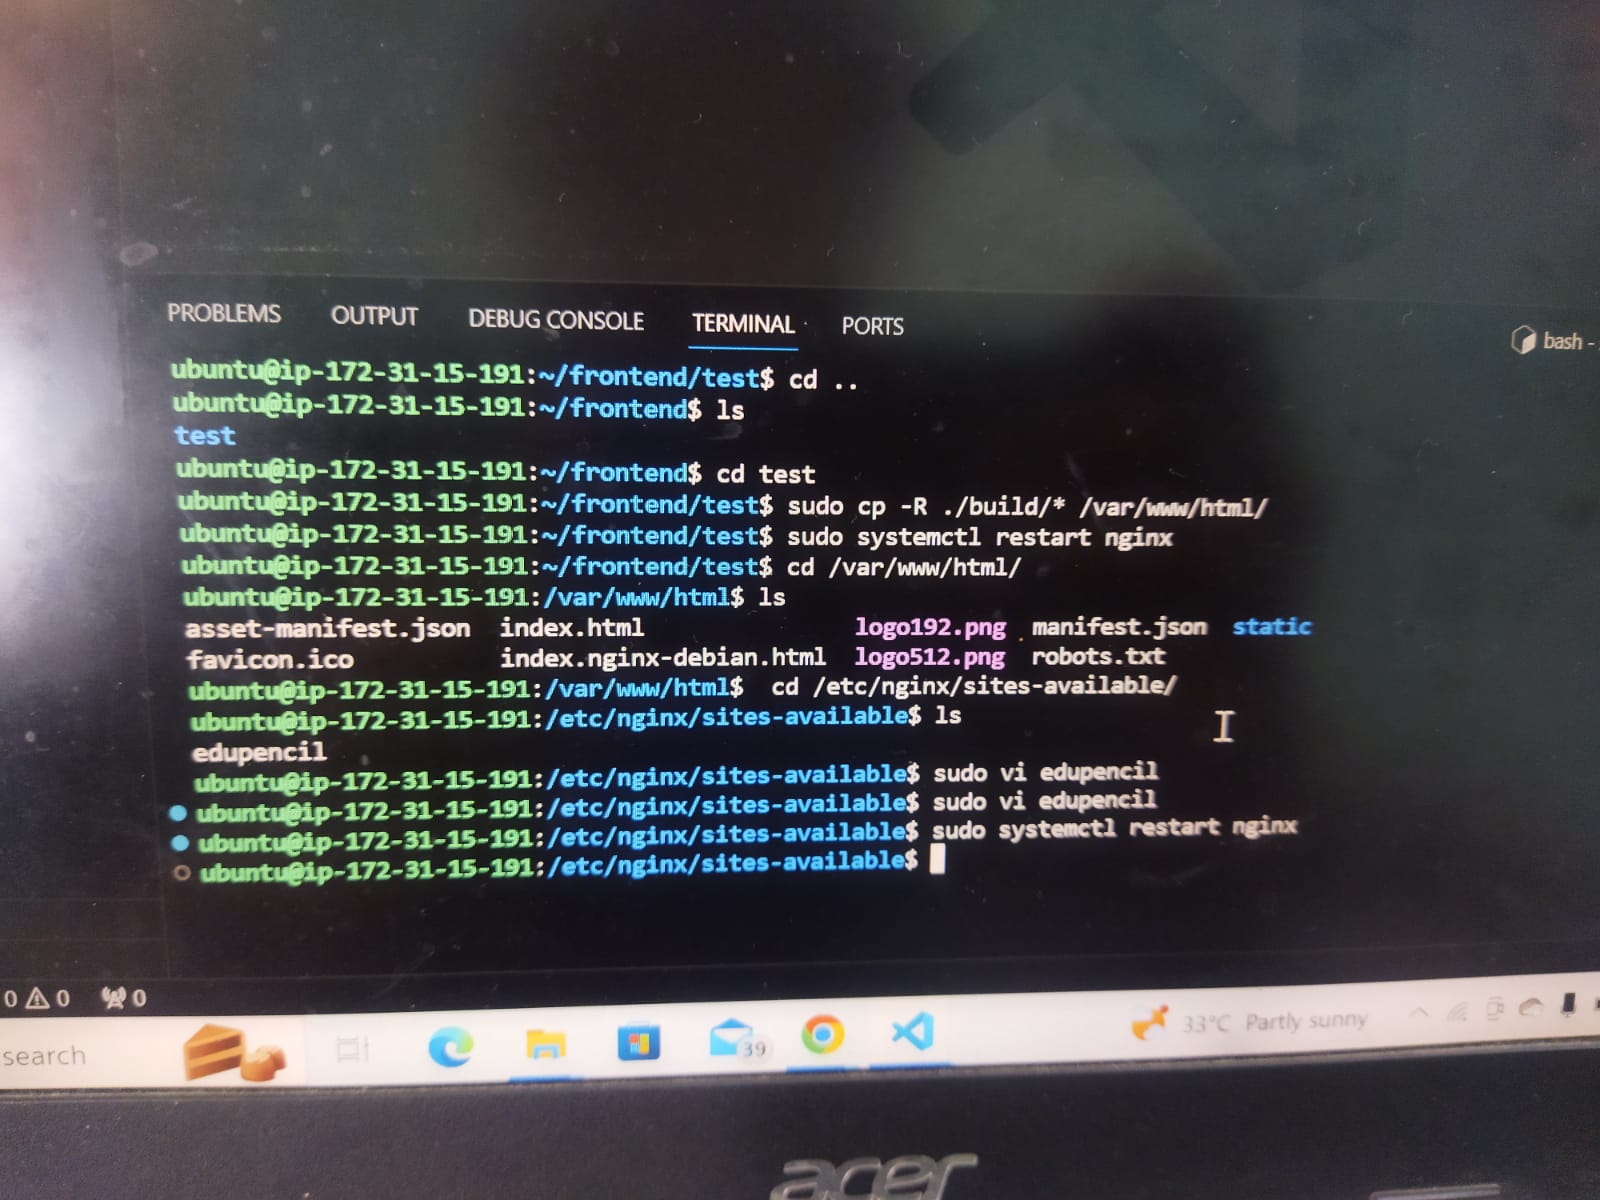 PROBLEMS OUTPUT DEBUG CONSOLE TERMINAL PORTS
bash -
ubuntu@ip-172-31-15-191:~/frontend/test$ cd ..
ubuntu@ip-172-31-15-191:~/frontend$ ls
test
ubuntu@ip-172-31-15-191:~/frontend$ cd test
ubuntu@ip-172-31-15-191:~/frontend/test$ sudo cp -R ./build/* /var/www/html/
ubuntu@ip-172-31-15-191:~/frontend/test$ sudo systemctl restart nginx
ubuntu@ip-172-31-15-191:~/frontend/test$ cd /var/www/html/
ubuntu@ip-172-31-15-191:/var/www/html$ ls
asset-manifest.json index.html logo192.png manifest.json static
favicon.ico index.nginx-debian.html logo512.png robots.txt
ubuntu@ip-172-31-15-191:/var/www/html$ cd /etc/nginx/sites-available/
ubuntu@ip-172-31-15-191:/etc/nginx/sites-available$ ls
edupencil
ubuntu@ip-172-31-15-191:/etc/nginx/sites-available$ sudo vi edupencil
ubuntu@ip-172-31-15-191:/etc/nginx/sites-available$ sudo vi edupencil
ubuntu@ip-172-31-15-191:/etc/nginx/sites-available$ sudo systemctl restart nginx
ubuntu@ip-172-31-15-191:/etc/nginx/sites-available$
0 0 0
search 39 33°C Partly sunny
acer